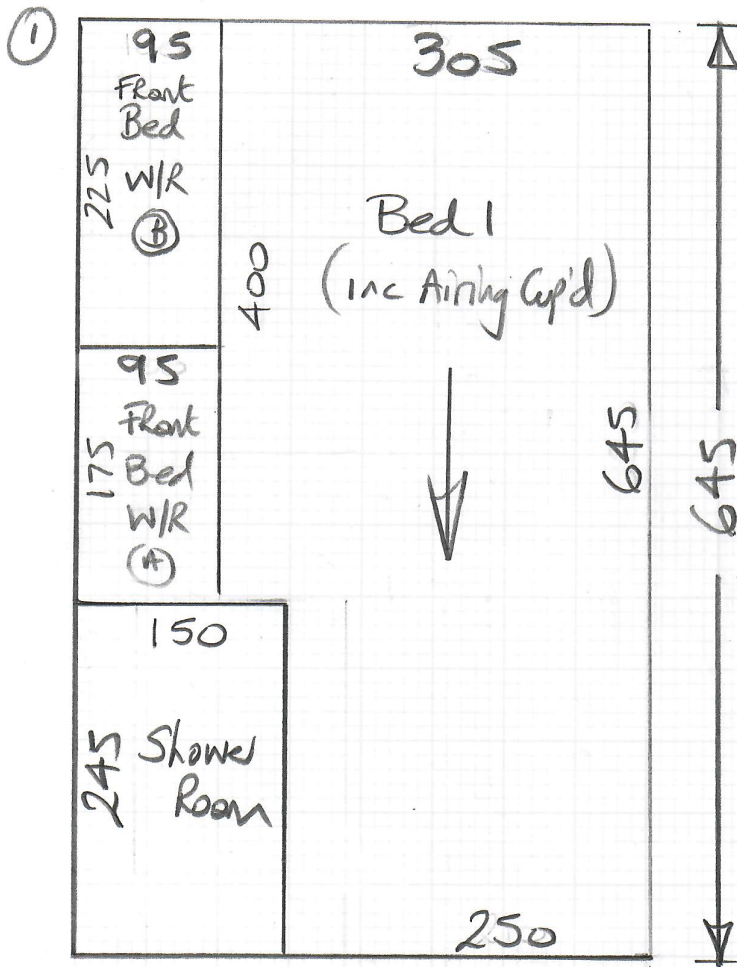 1
95
Front
Bed
W/R
B
225
305
Bed 1
(inc Airing Cup'd)
400
95
Front
Bed
W/R
A
175
645
645
150
Shower
Room
245
250